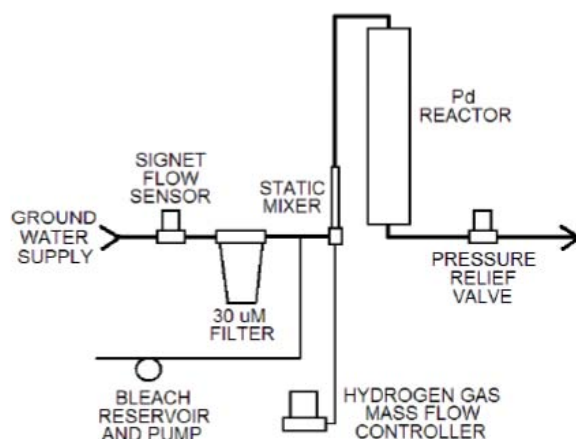 Pd
REACTOR
SIGNET
FLOW
SENSOR
STATIC
MIXER
GROUND
WATER
SUPPLY
PRESSURE
RELIEF
VALVE
30 uM
FILTER
BLEACH
RESERVOIR
AND PUMP
HYDROGEN GAS
MASS FLOW
CONTROLLER